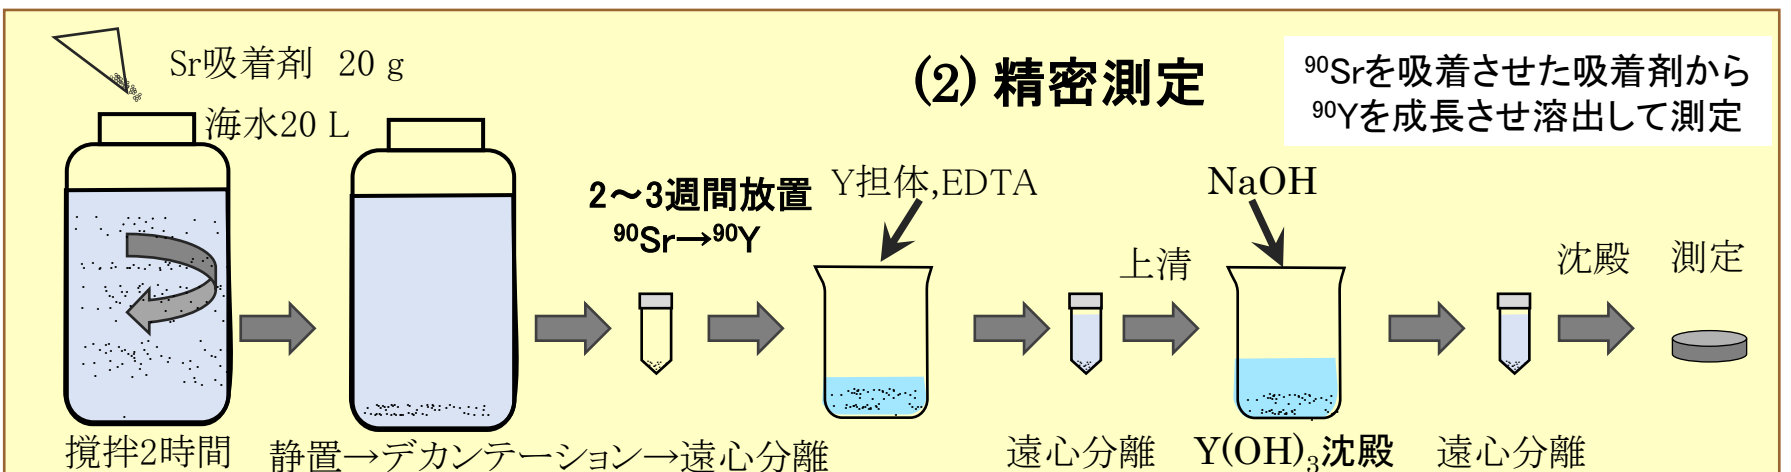 Sr吸着剤 20 g
海水20 L
(2) 精密測定
⁹⁰Srを吸着させた吸着剤から
⁹⁰Yを成長させ溶出して測定
2～3週間放置
⁹⁰Sr→⁹⁰Y
Y担体,EDTA
NaOH
上清
沈殿
測定
撹拌2時間
静置→デカンテーション→遠心分離
遠心分離
Y(OH)₃沈殿
遠心分離